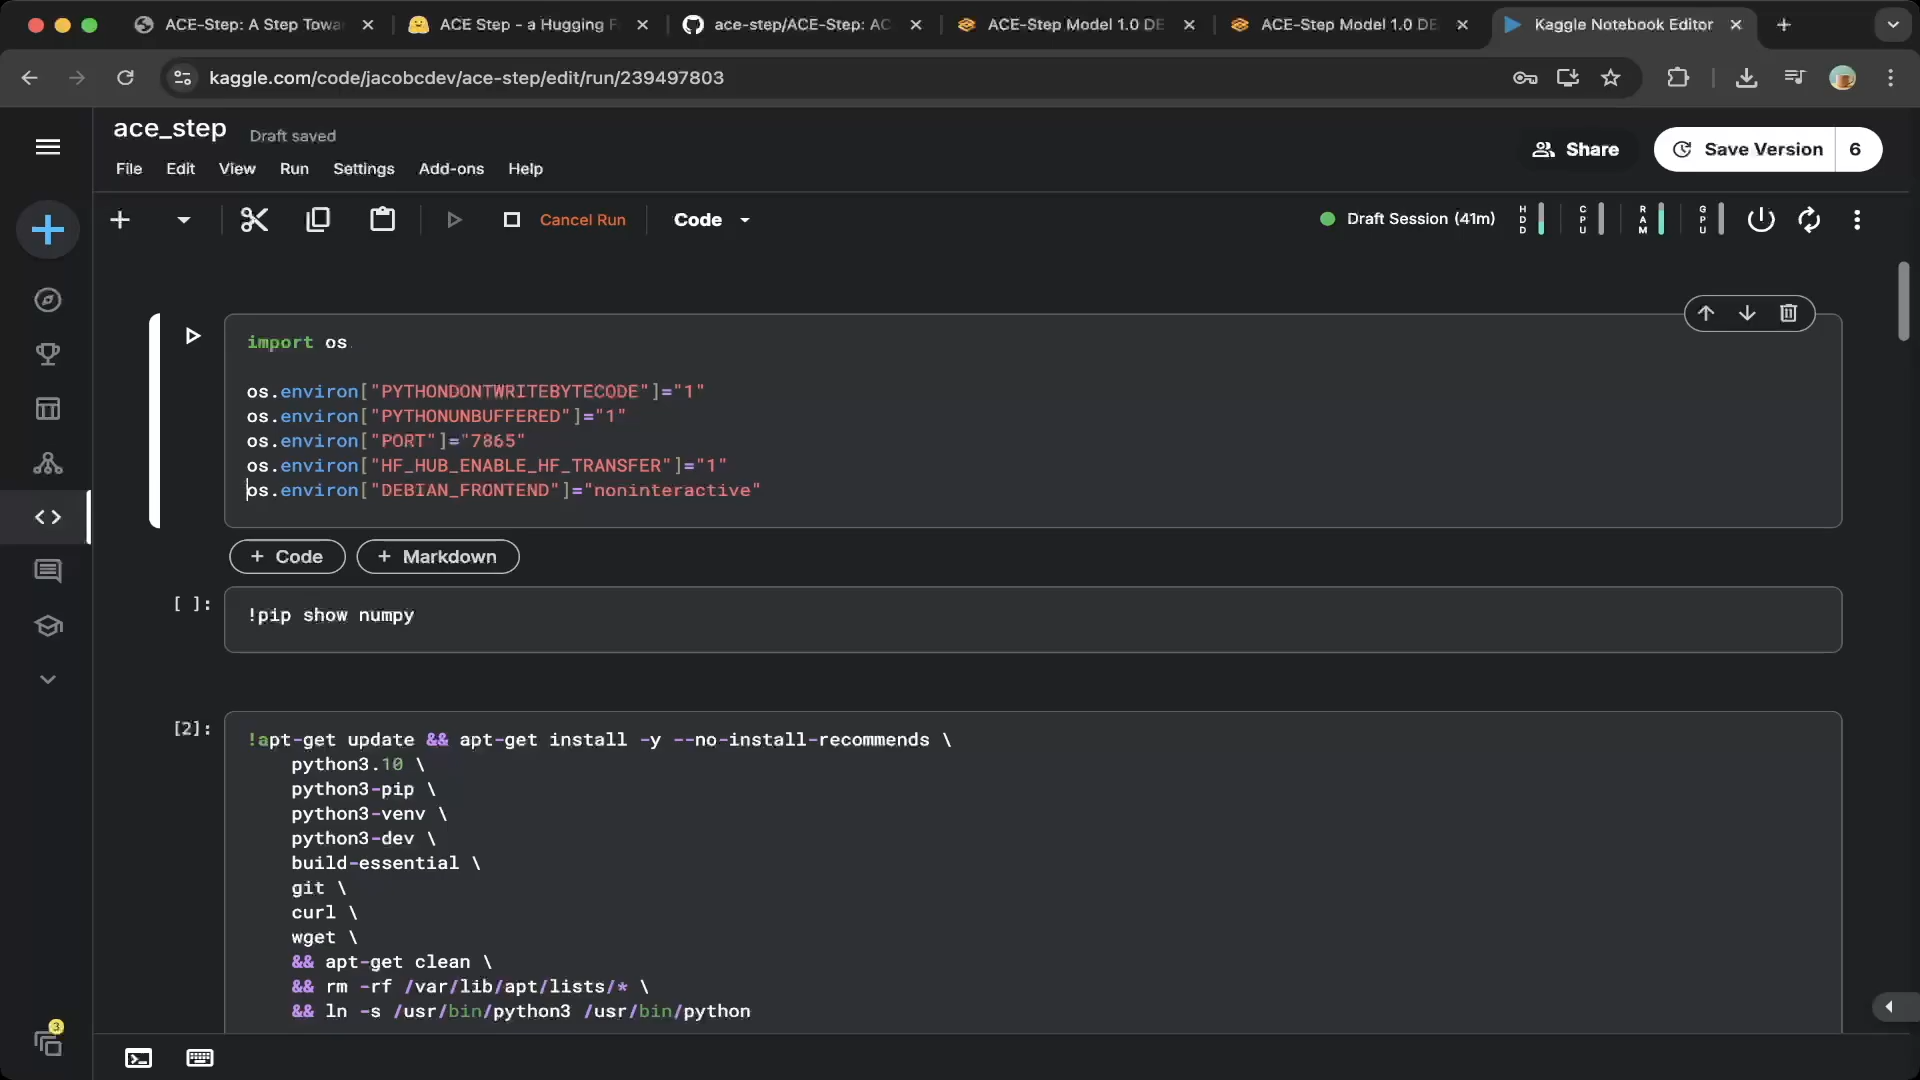 ACE-Step: A Step Towa
ACE Step - a Hugging F
ace-step/ACE-Step: AC
ACE-Step Model 1.0 DE
ACE-Step Model 1.0 DE
Kaggle Notebook Editor
kaggle.com/code/jacobcdev/ace-step/edit/run/239497803
ace_step
Draft saved
Share
Save Version
6
File
Edit
View
Run
Settings
Add-ons
Help
Cancel Run
Code
Draft Session (41m)
HDD
CPU
RAM
GPU
import os
os.environ["PYTHONDONTWRITEBYTECODE"]="1"
os.environ["PYTHONUNBUFFERED"]="1"
os.environ["PORT"]="7865"
os.environ["HF_HUB_ENABLE_HF_TRANSFER"]="1"
os.environ["DEBIAN_FRONTEND"]="noninteractive"
+ Code
+ Markdown
[ ]:
!pip show numpy
[2]:
!apt-get update && apt-get install -y --no-install-recommends \
python3.10 \
python3-pip \
python3-venv \
python3-dev \
build-essential \
git \
curl \
wget \
&& apt-get clean \
&& rm -rf /var/lib/apt/lists/* \
&& ln -s /usr/bin/python3 /usr/bin/python
3